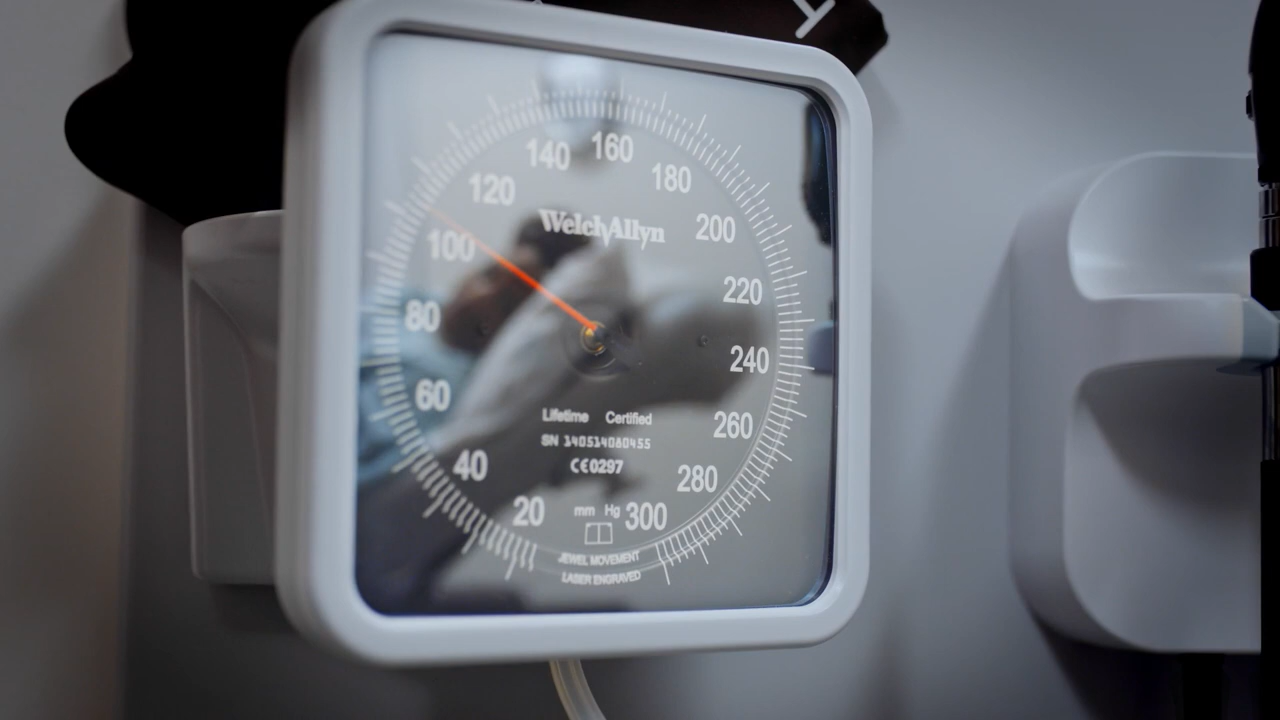 140 160
120 180
WelchAllyn
100 200
80 220
60 240
Lifetime Certified
SN 140514080455
CE0297
40 260
20 280
mm Hg 300
JEWEL MOVEMENT
LASER ENGRAVED